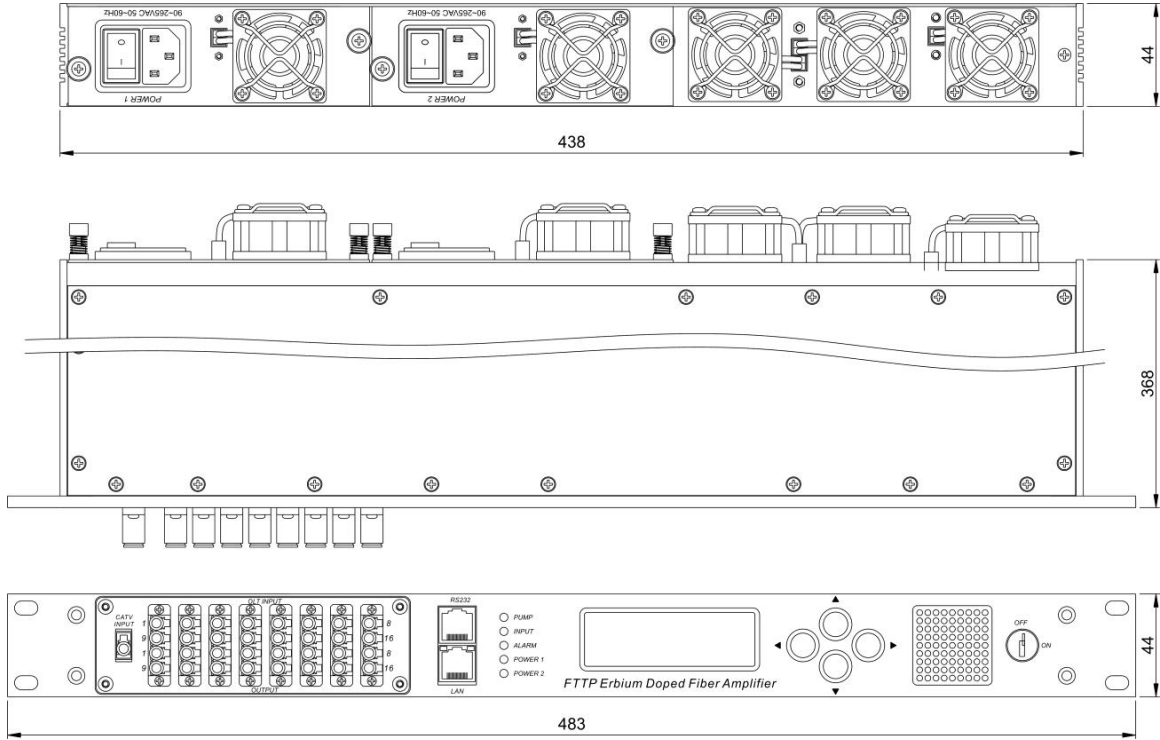 90~265VAC 50~60Hz
90~265VAC 50~60Hz
POWER 1
POWER 2
44
438
368
OLT INPUT
RS232
CATV
INPUT
1
8
9
16
1
8
9
16
OUTPUT
LAN
PUMP
INPUT
ALARM
POWER 1
POWER 2
FTTP Erbium Doped Fiber Amplifier
OFF
ON
44
483